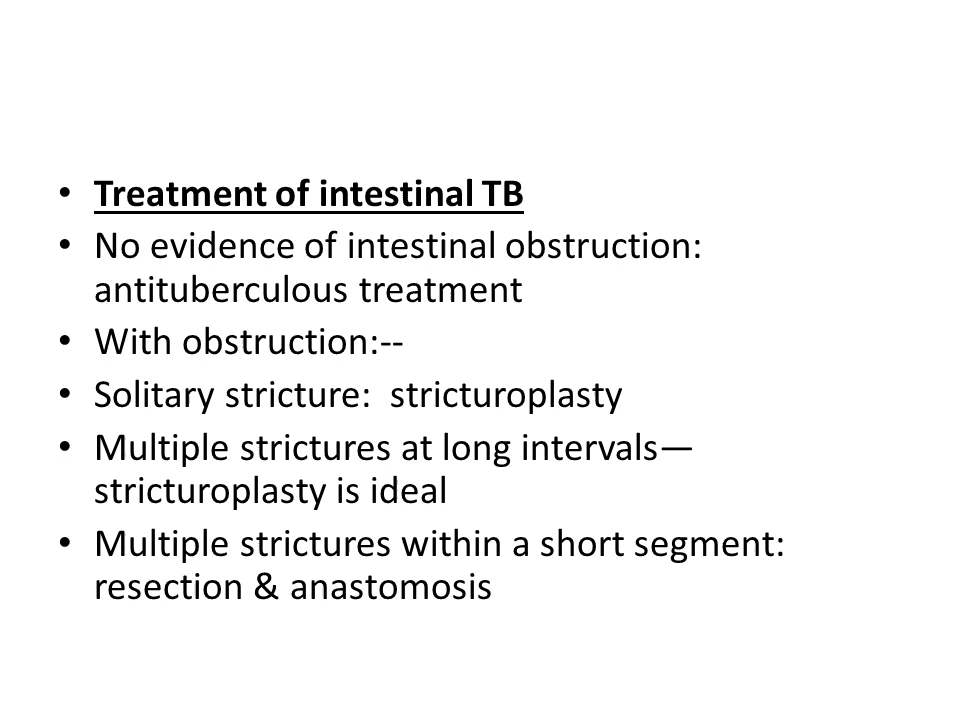 • Treatment of intestinal TB
• No evidence of intestinal obstruction:
antituberculous treatment
• With obstruction:--
• Solitary stricture:  stricturoplasty
• Multiple strictures at long intervals—
stricturoplasty is ideal
• Multiple strictures within a short segment:
resection & anastomosis